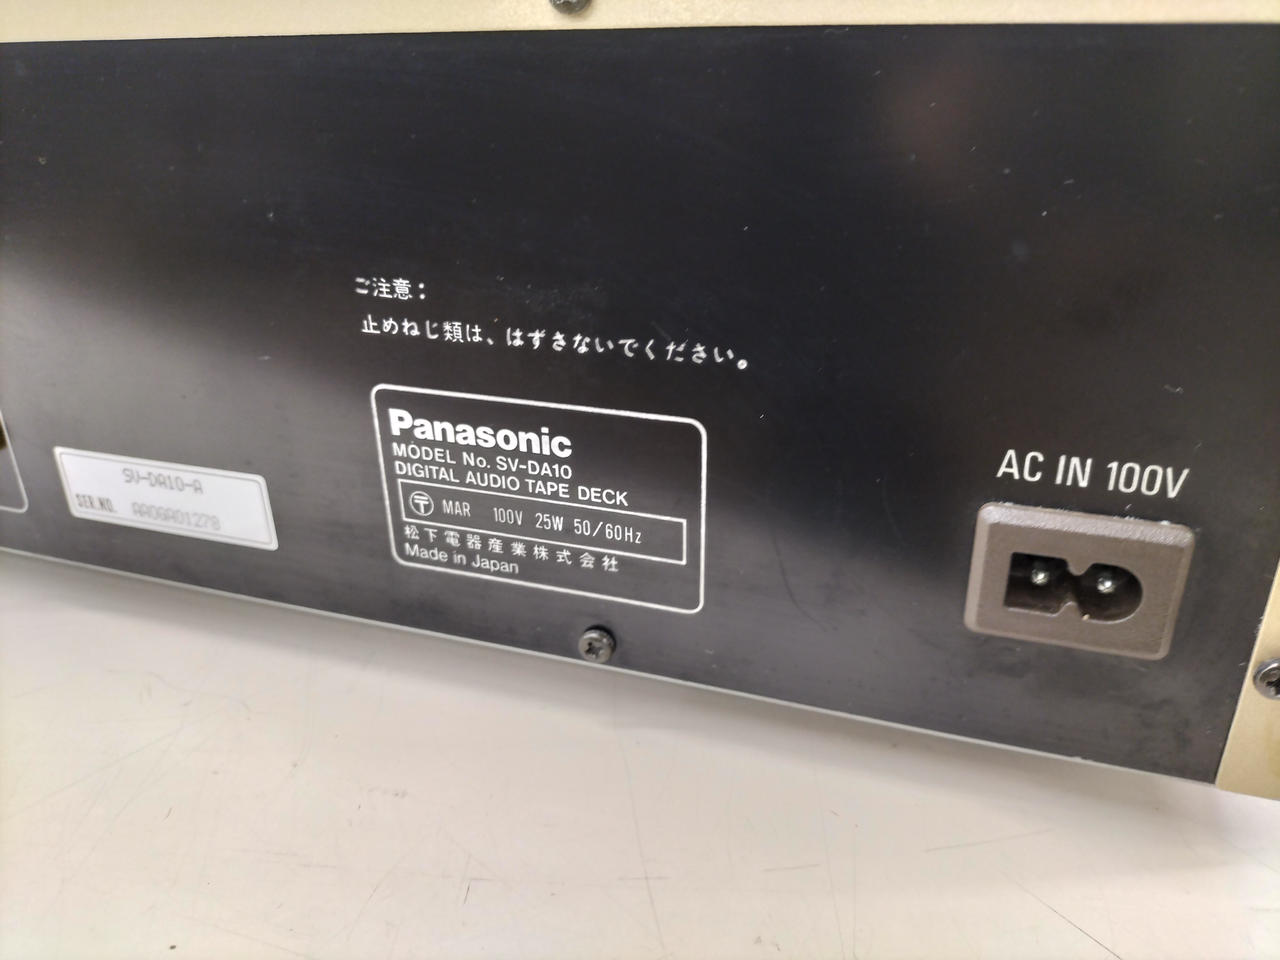 ご注意：
止めねじ類は、はずさないでください。
Panasonic
MODEL No. SV-DA10
DIGITAL AUDIO TAPE DECK
〒 MAR 100V 25W 50/60Hz
松下電器産業株式会社
Made in Japan
SV-DA10-A
SER.NO. AA06A01278
AC IN 100V